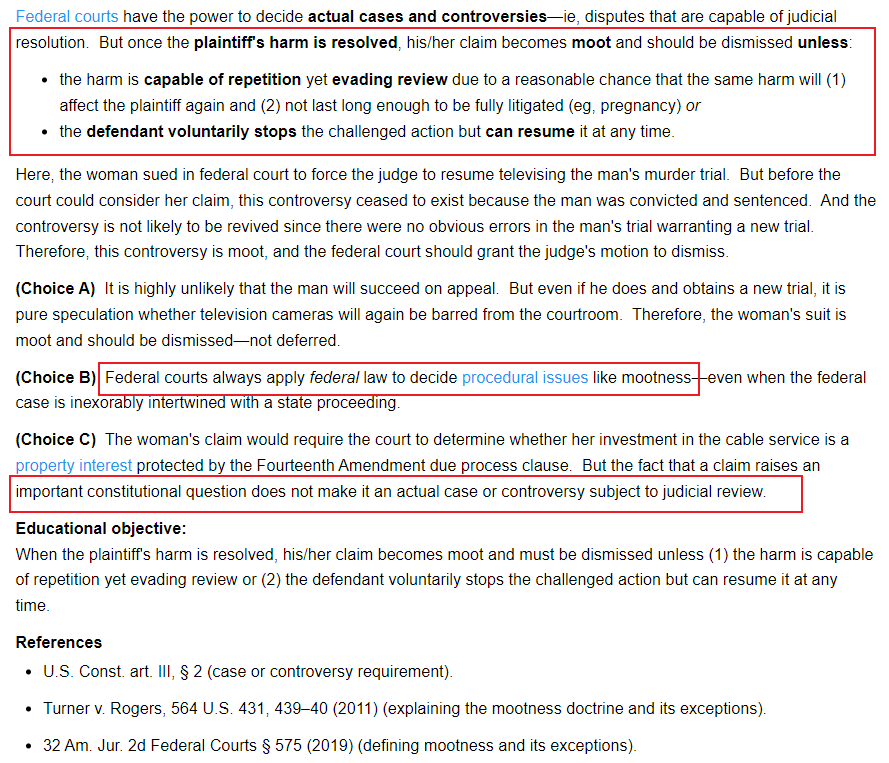 Federal courts have the power to decide actual cases and controversies—ie, disputes that are capable of judicial
resolution. But once the plaintiff's harm is resolved, his/her claim becomes moot and should be dismissed unless:
• the harm is capable of repetition yet evading review due to a reasonable chance that the same harm will (1)
affect the plaintiff again and (2) not last long enough to be fully litigated (eg, pregnancy) or
• the defendant voluntarily stops the challenged action but can resume it at any time.
Here, the woman sued in federal court to force the judge to resume televising the man's murder trial. But before the
court could consider her claim, this controversy ceased to exist because the man was convicted and sentenced. And the
controversy is not likely to be revived since there were no obvious errors in the man's trial warranting a new trial.
Therefore, this controversy is moot, and the federal court should grant the judge's motion to dismiss.
(Choice A) It is highly unlikely that the man will succeed on appeal. But even if he does and obtains a new trial, it is
pure speculation whether television cameras will again be barred from the courtroom. Therefore, the woman's suit is
moot and should be dismissed—not deferred.
(Choice B) Federal courts always apply federal law to decide procedural issues like mootness—even when the federal
case is inexorably intertwined with a state proceeding.
(Choice C) The woman's claim would require the court to determine whether her investment in the cable service is a
property interest protected by the Fourteenth Amendment due process clause. But the fact that a claim raises an
important constitutional question does not make it an actual case or controversy subject to judicial review.
Educational objective:
When the plaintiff's harm is resolved, his/her claim becomes moot and must be dismissed unless (1) the harm is capable
of repetition yet evading review or (2) the defendant voluntarily stops the challenged action but can resume it at any
time.
References
• U.S. Const. art. III, § 2 (case or controversy requirement).
• Turner v. Rogers, 564 U.S. 431, 439–40 (2011) (explaining the mootness doctrine and its exceptions).
• 32 Am. Jur. 2d Federal Courts § 575 (2019) (defining mootness and its exceptions).